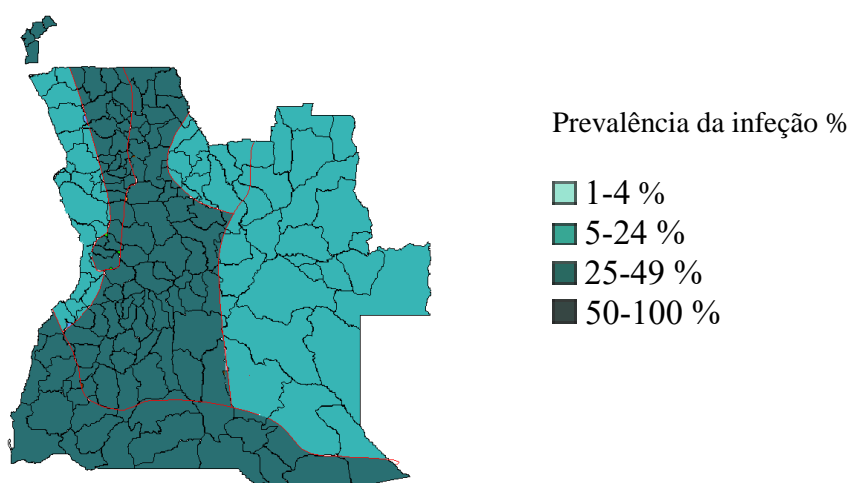 Prevalência da infeção %
1-4 %
5-24 %
25-49 %
50-100 %